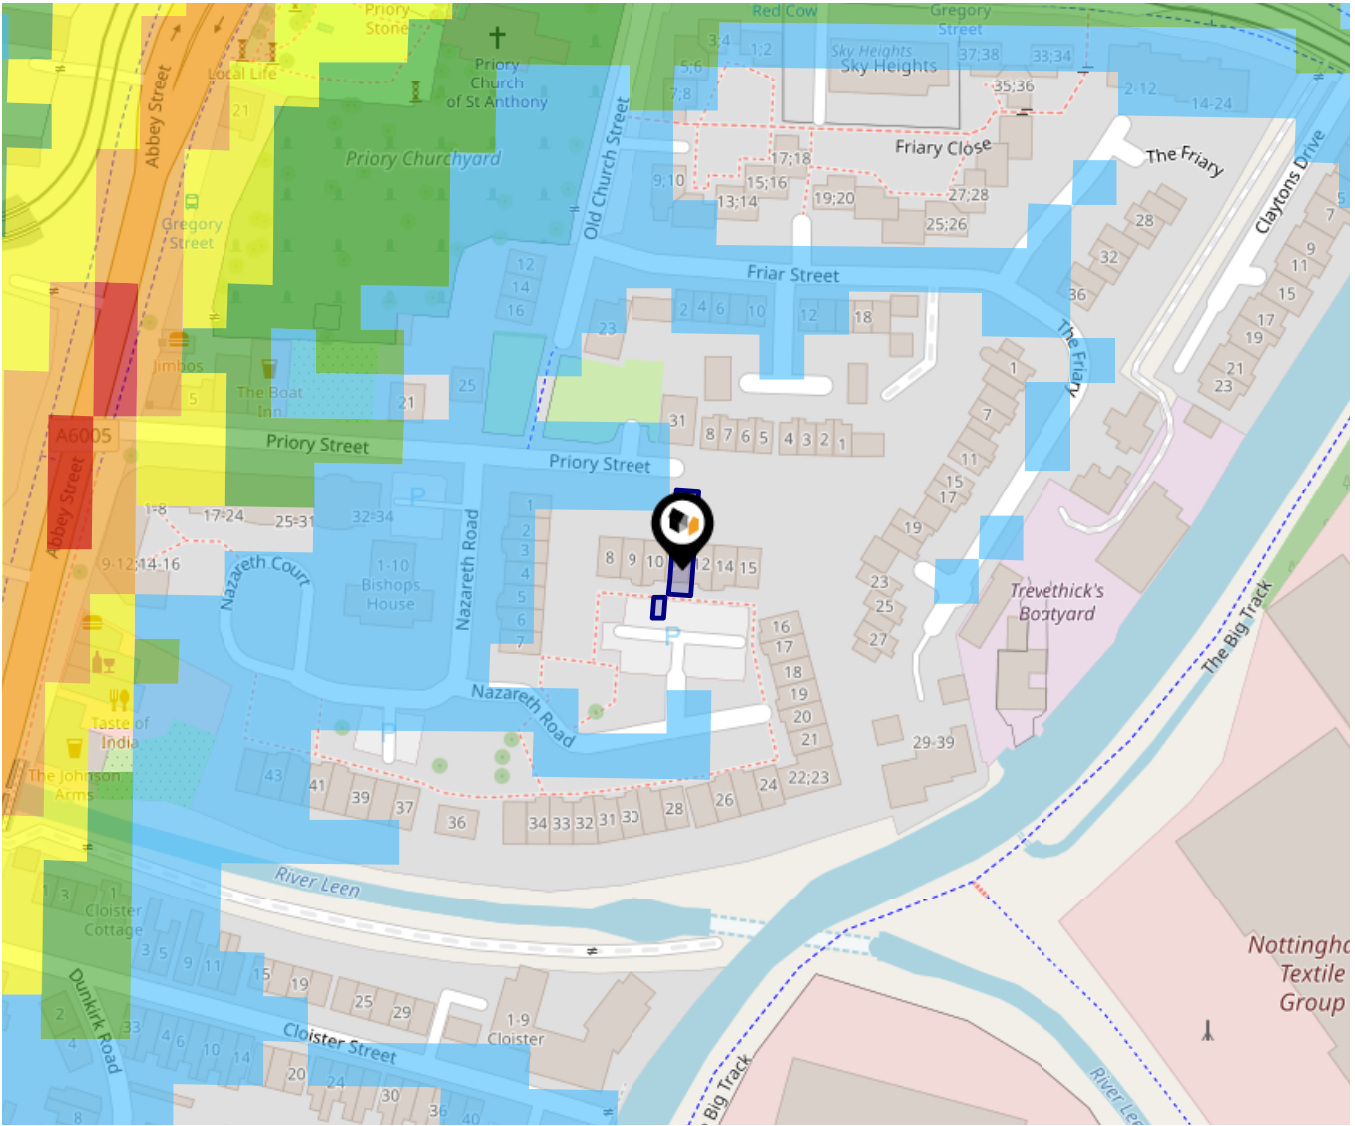 Priory
Stone
Red Cow
Gregory
Street
3;4
1;2
Sky Heights
Sky Heights
37;38
33;34
Local Life
Priory
Church
of St Anthony
5;6
7,8
35;36
2-12
14-24
21
Abbey Street
Old Church Street
Priory Churchyard
Friary Close
The Friary
Claytons Drive
17;18
15;16
13;14
9,10
19;20
27;28
25;26
28
5
7
Gregory
Street
9
11
32
12
14
16
Friar Street
36
15
17
19
23
2
4
6
10
12
18
The Friary
21
23
Jimbos
The Boat
Inn
5
25
21
1
7
31
8
7
6
5
4
3
2
1
A6005
Priory Street
Priory Street
11
15
17
P
1-8
17-24
25-31
32-34
Abbey Street
Nazareth Road
1
2
3
4
5
6
7
19
8
9
10
12
14
15
9-12;14-16
Nazareth Court
1-10
Bishops
House
23
25
27
Trevethick's
Boatyard
The Big Track
P
16
17
18
19
20
21
22;23
24
Nazareth Road
Taste of
India
P
29-39
The Johnson
Arms
43
41
39
37
36
34
33
32
31
28
26
River Leen
1
3
1
Cloister
Cottage
3
5
9
11
15
19
25
29
1-9
Cloister
Nottingha
Textile
Group
Dunkirk Road
2
4
33
4
6
10
14
Cloister Street
20
24
30
36
40
8
Big Track
River Lee